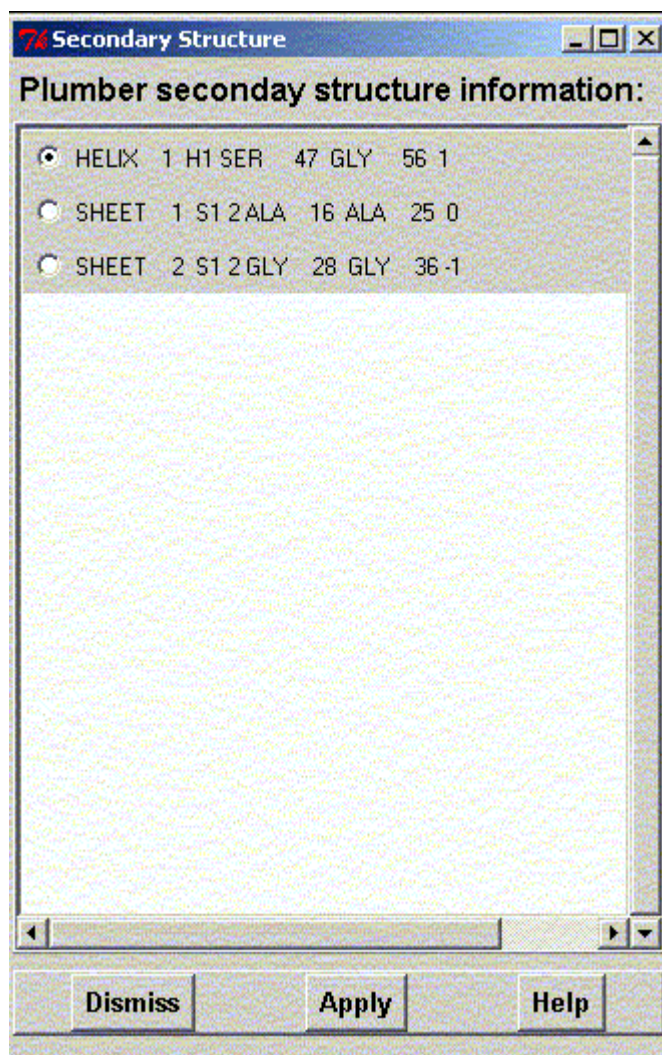 7k Secondary Structure
Plumber seconday structure information:
HELIX 1 H1 SER 47 GLY 56 1
SHEET 1 S1 2 ALA 16 ALA 25 0
SHEET 2 S1 2 GLY 28 GLY 36 -1
Dismiss Apply Help